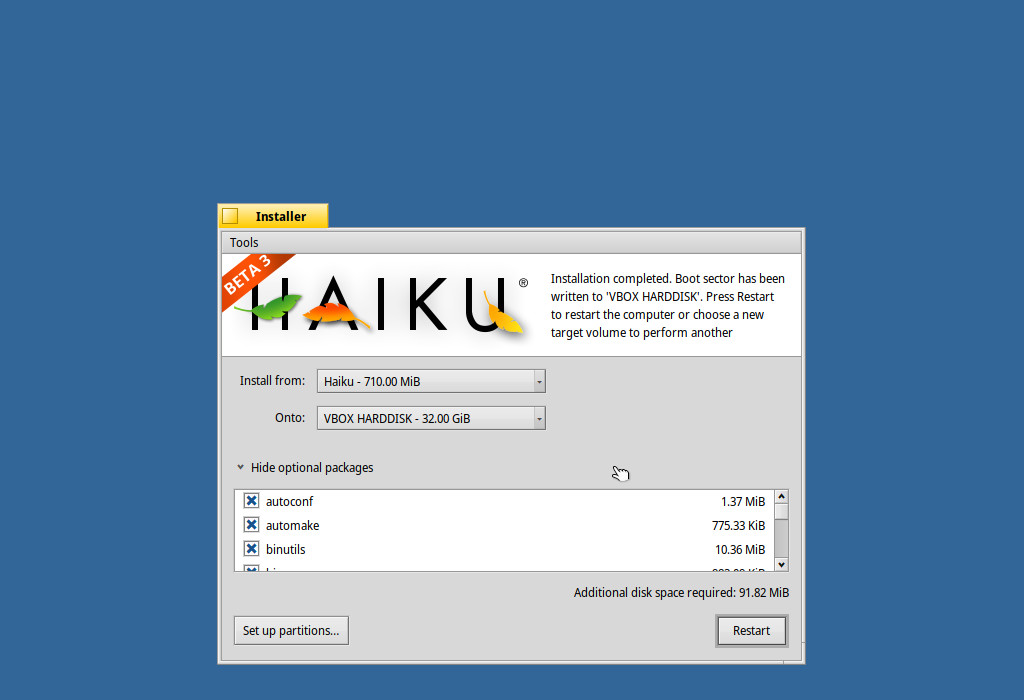 Installer
Tools
BETA 3
HAIKU®
Installation completed. Boot sector has been
written to 'VBOX HARDDISK'. Press Restart
to restart the computer or choose a new
target volume to perform another
Install from: Haiku - 710.00 MiB
Onto: VBOX HARDDISK - 32.00 GiB
Hide optional packages
autoconf 1.37 MiB
automake 775.33 KiB
binutils 10.36 MiB
Additional disk space required: 91.82 MiB
Set up partitions... Restart